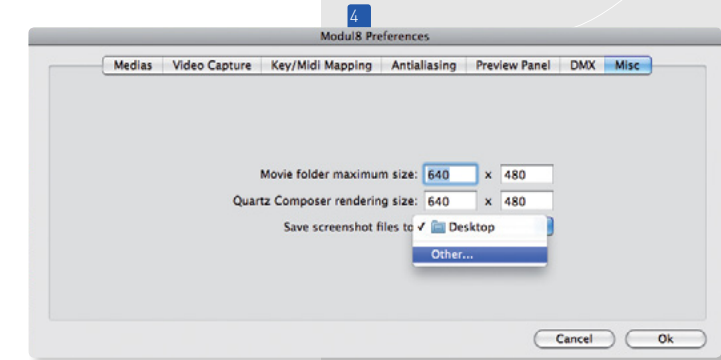 4
Modul8 Preferences
Medias Video Capture Key/Midi Mapping Antialiasing Preview Panel DMX Misc
Movie folder maximum size: 640 x 480
Quartz Composer rendering size: 640 x 480
Save screenshot files to ✓ Desktop
Other...
Cancel Ok